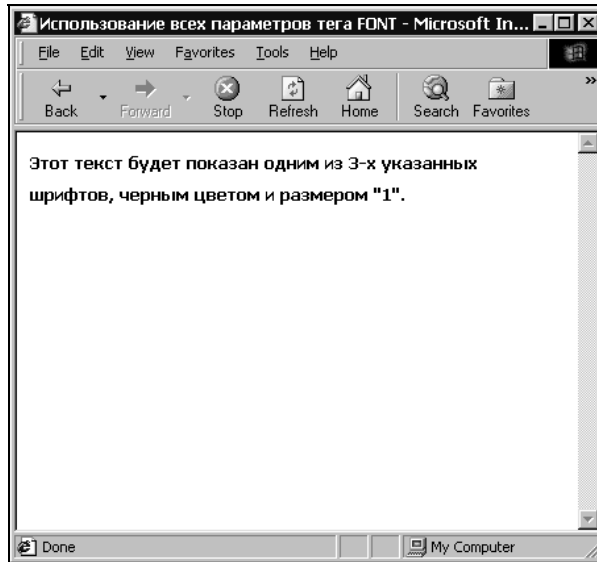 Использование всех параметров тега FONT - Microsoft In...
File Edit View Favorites Tools Help
Back Forward Stop Refresh Home Search Favorites »
Этот текст будет показан одним из 3-х указанных
шрифтов, черным цветом и размером "1".
Done My Computer